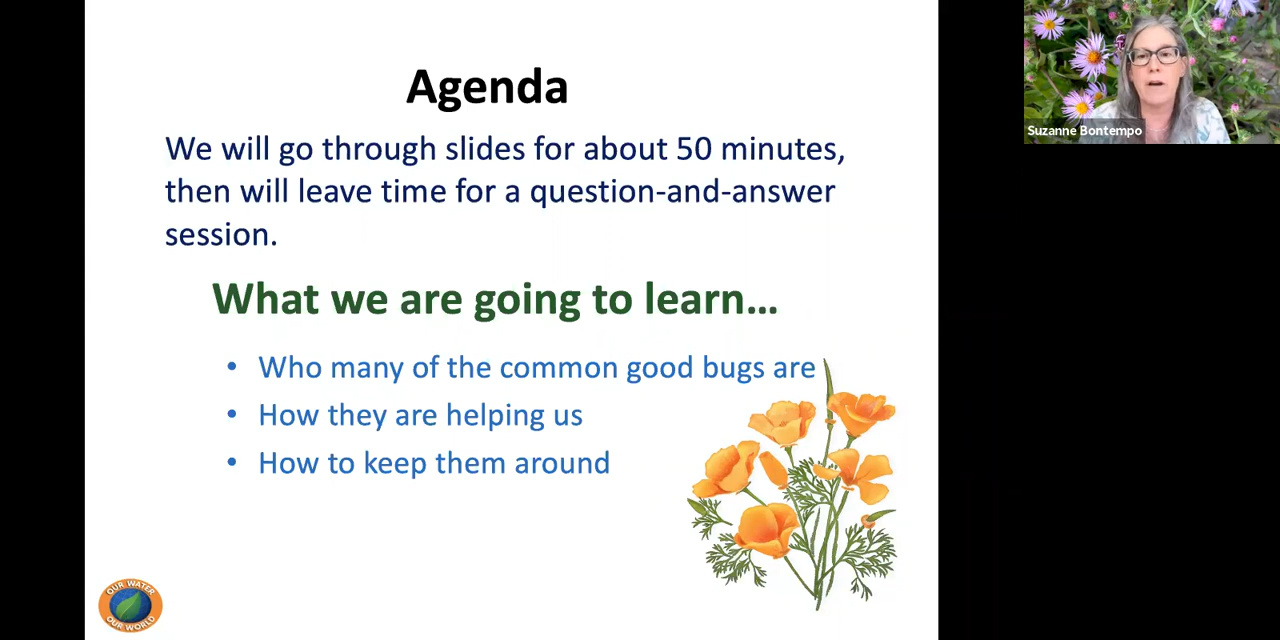 Agenda
We will go through slides for about 50 minutes,
then will leave time for a question-and-answer
session.
What we are going to learn...
• Who many of the common good bugs are
• How they are helping us
• How to keep them around
OUR WATER
OUR WORLD
Suzanne Bontempo